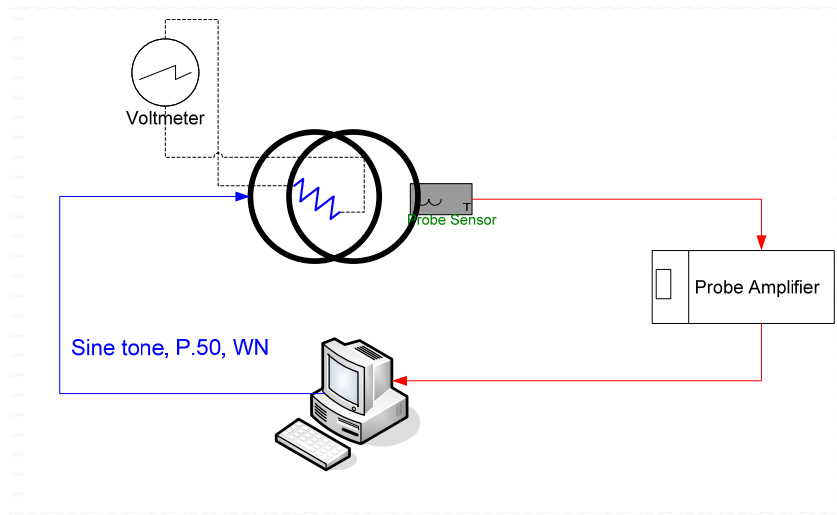 Voltmeter
T
Probe Sensor
Probe Amplifier
Sine tone, P.50, WN